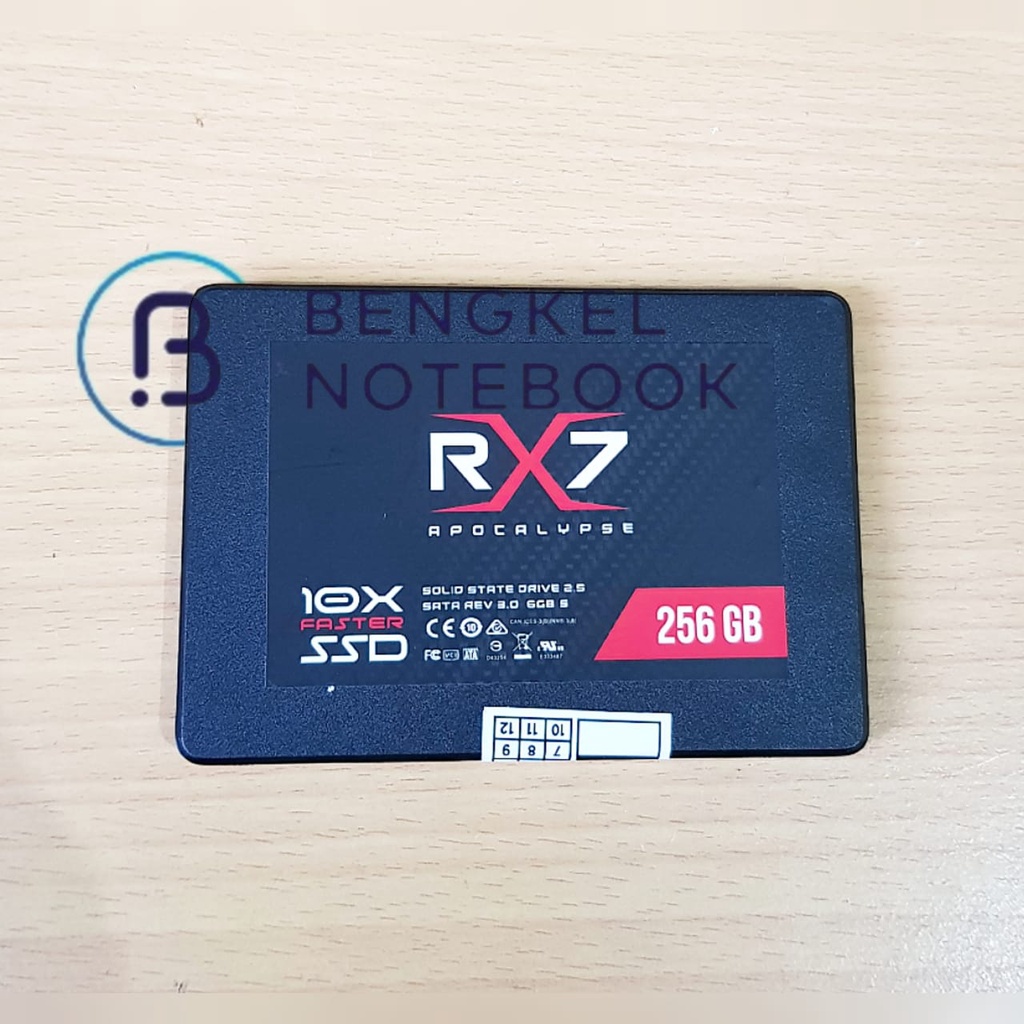 BENGKEL
NOTEBOOK
RX7
APOCALYPSE
10X
FASTER
SSD
SOLID STATE DRIVE 2.5
SATA REV 3.0 6GB S
256 GB
10 11 12
7 8 9